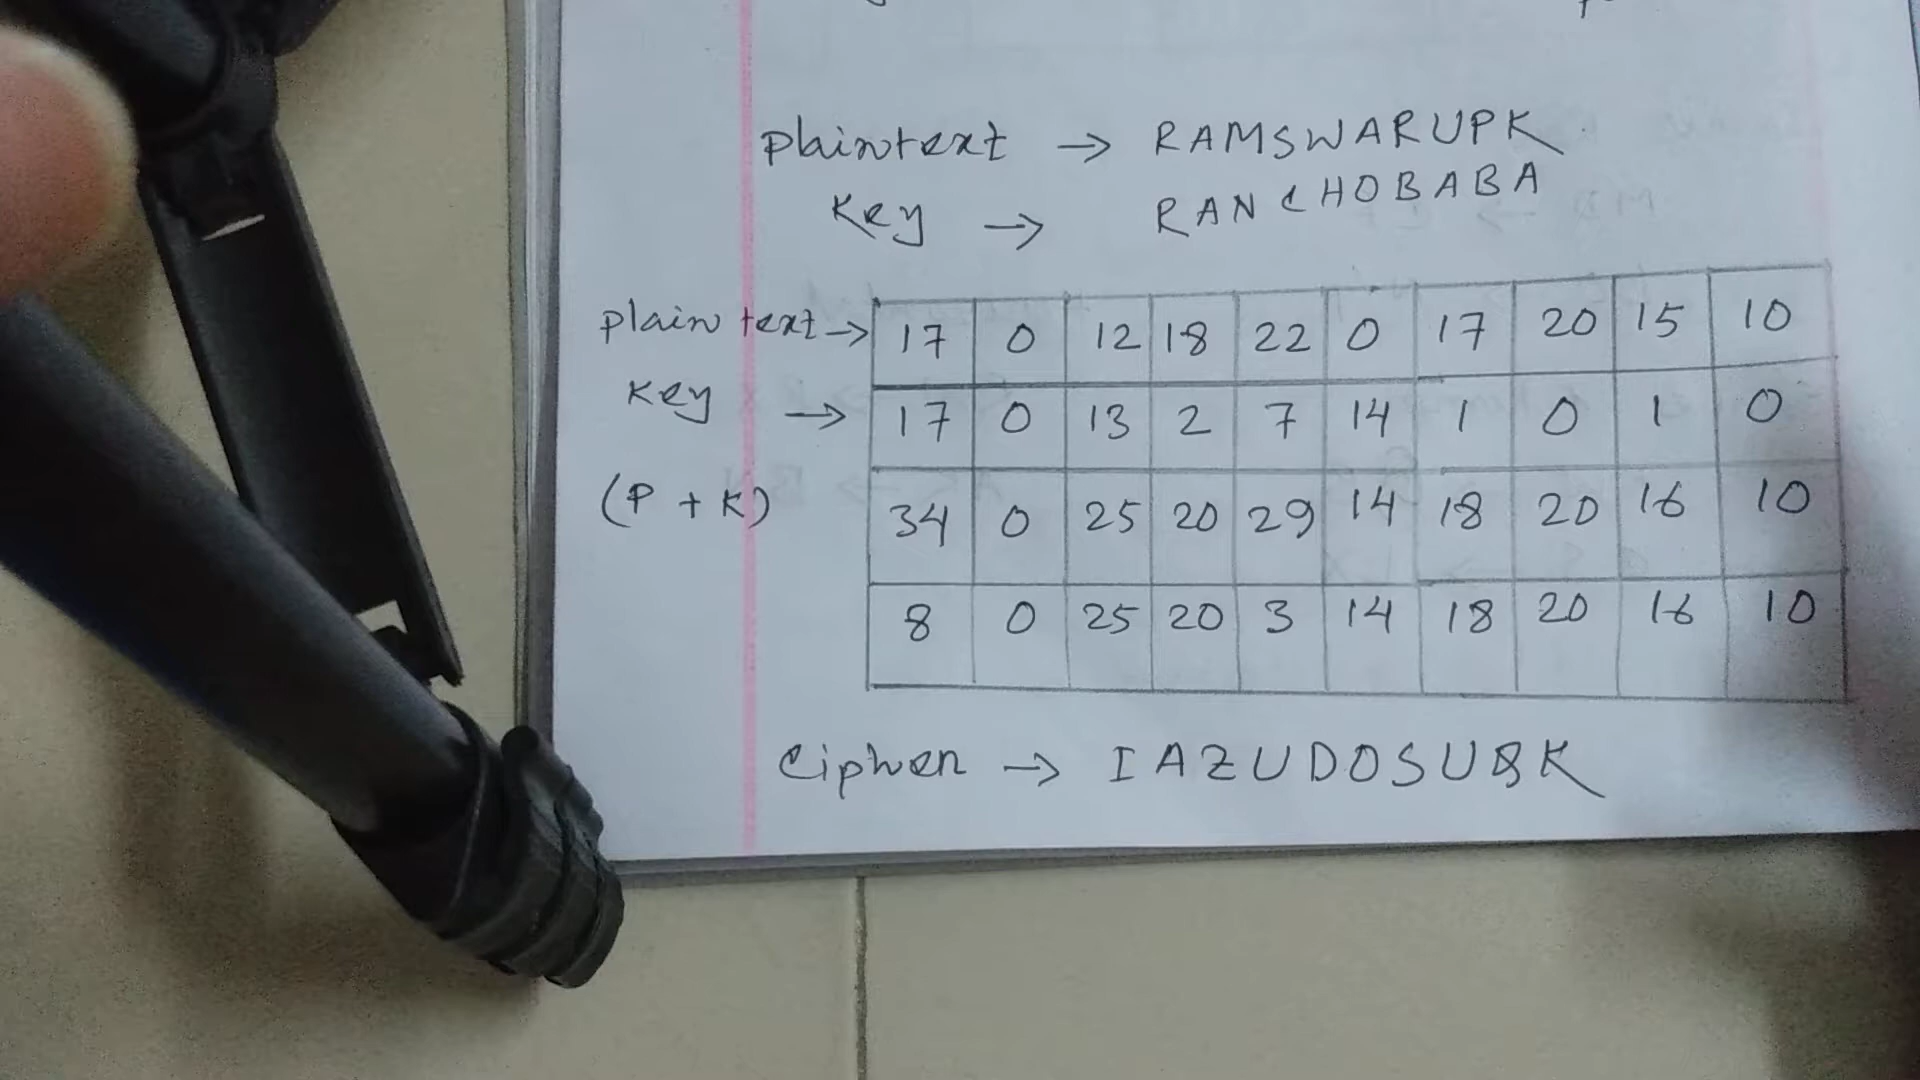 Plaintext → RAMSWARUPK
Key → RANCHOBABA
plain text → 17 0 12 18 22 0 17 20 15 10
Key → 17 0 13 2 7 14 1 0 1 0
(P + K) 34 0 25 20 29 14 18 20 16 10
8 0 25 20 3 14 18 20 16 10
Cipher → IAZUDOSUQK